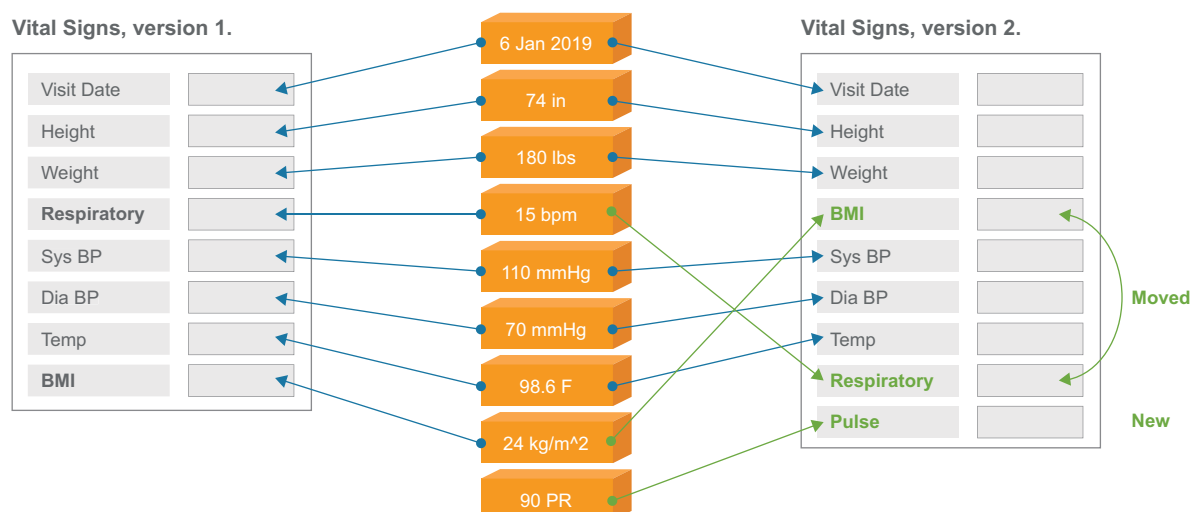 Vital Signs, version 1.
Visit Date
Height
Weight
Respiratory
Sys BP
Dia BP
Temp
BMI
6 Jan 2019
74 in
180 lbs
15 bpm
110 mmHg
70 mmHg
98.6 F
24 kg/m^2
90 PR
Vital Signs, version 2.
Visit Date
Height
Weight
BMI
Sys BP
Dia BP
Temp
Respiratory
Pulse
Moved
New